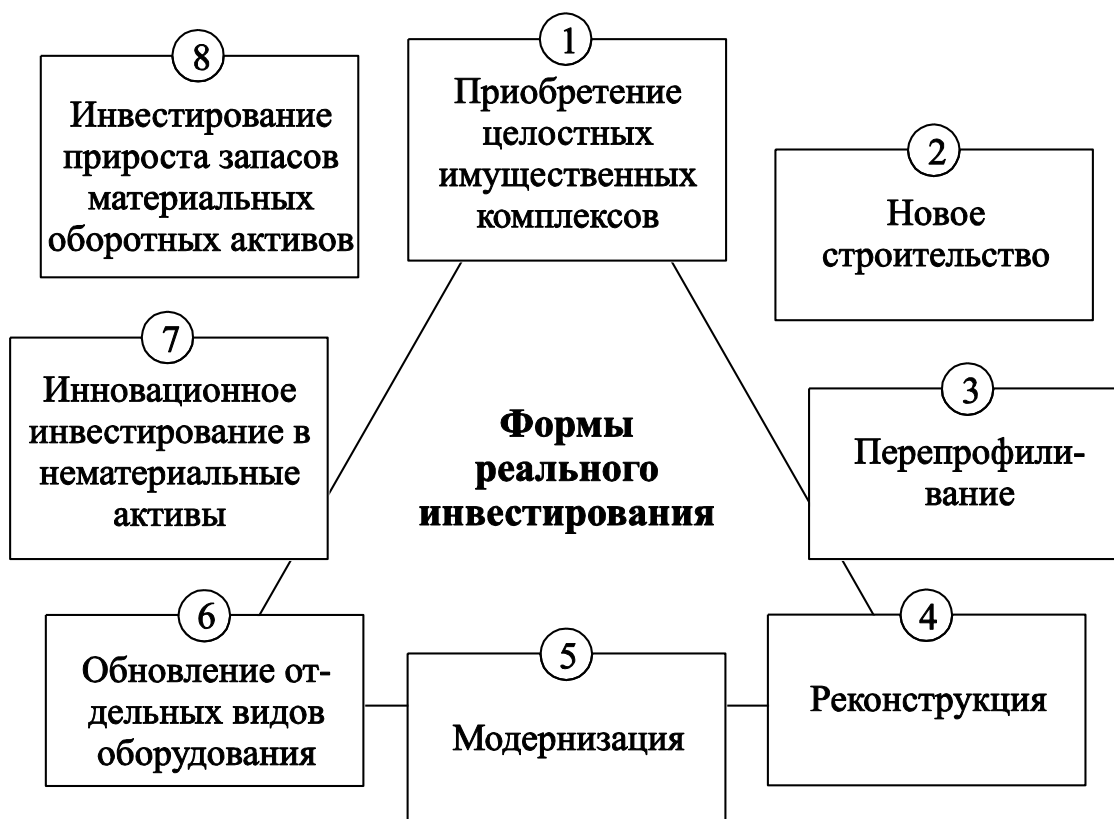 1
Приобретение
целостных
имущественных
комплексов
2
Новое
строительство
3
Перепрофили-
вание
4
Реконструкция
5
Модернизация
6
Обновление от-
дельных видов
оборудования
7
Инновационное
инвестирование в
нематериальные
активы
8
Инвестирование
прироста запасов
материальных
оборотных активов
Формы
реального
инвестирования